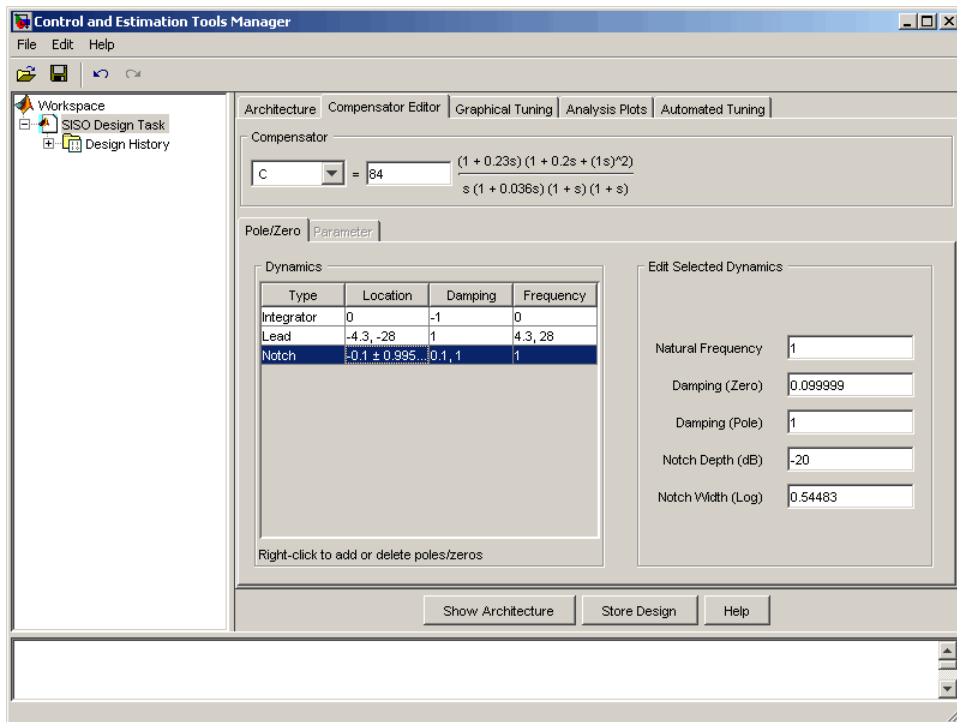 Control and Estimation Tools Manager
File Edit Help
Workspace
SISO Design Task
Design History
Architecture Compensator Editor Graphical Tuning Analysis Plots Automated Tuning
Compensator
C = 84 (1 + 0.23s) (1 + 0.2s + (1s)^2)
s (1 + 0.036s) (1 + s) (1 + s)
Pole/Zero Parameter
Dynamics
Type Location Damping Frequency
Integrator 0 -1 0
Lead -4.3, -28 1 4.3, 28
Notch -0.1 ± 0.995... 0.1, 1 1
Right-click to add or delete poles/zeros
Edit Selected Dynamics
Natural Frequency 1
Damping (Zero) 0.099999
Damping (Pole) 1
Notch Depth (dB) -20
Notch Width (Log) 0.54483
Show Architecture Store Design Help